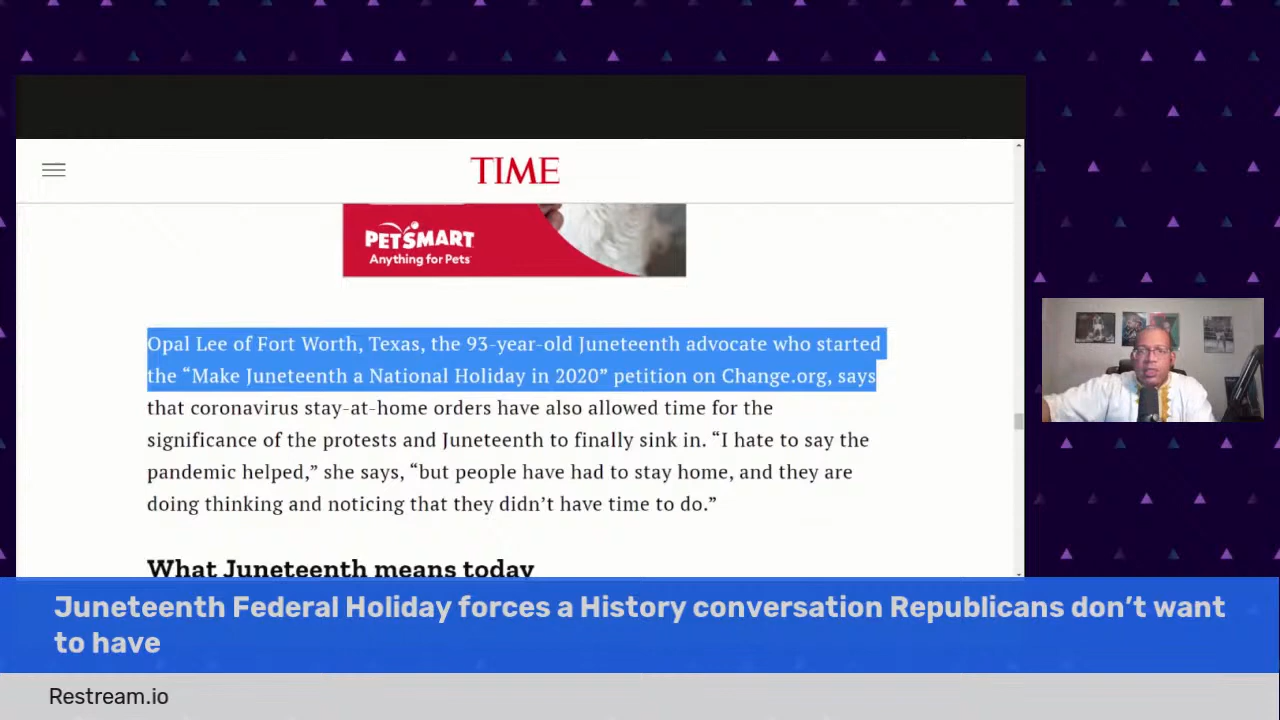 TIME
PETSMART
Anything for Pets
Opal Lee of Fort Worth, Texas, the 93-year-old Juneteenth advocate who started
the “Make Juneteenth a National Holiday in 2020” petition on Change.org, says
that coronavirus stay-at-home orders have also allowed time for the
significance of the protests and Juneteenth to finally sink in. “I hate to say the
pandemic helped,” she says, “but people have had to stay home, and they are
doing thinking and noticing that they didn’t have time to do.”
What Juneteenth means today
Juneteenth Federal Holiday forces a History conversation Republicans don’t want
to have
Restream.io